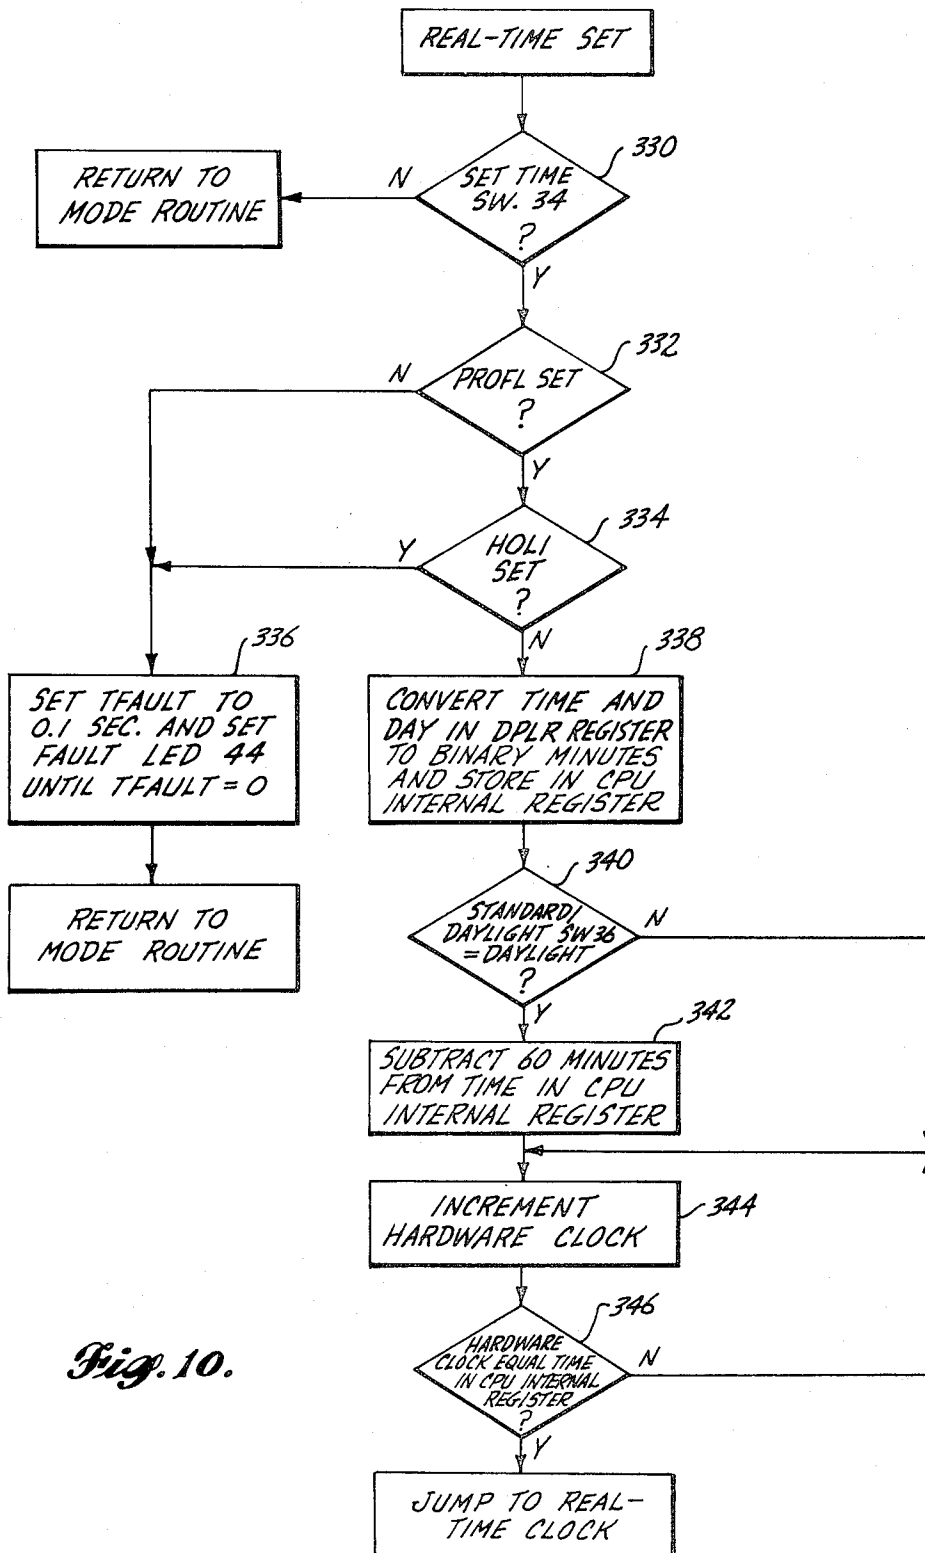 REAL-TIME SET
330
SET TIME
SW. 34
?
N
RETURN TO
MODE ROUTINE
Y
332
PROFL SET
?
N
Y
334
HOLI
SET
?
Y
N
336
SET TFAULT TO
0.1 SEC. AND SET
FAULT LED 44
UNTIL TFAULT = 0
338
CONVERT TIME AND
DAY IN DPLR REGISTER
TO BINARY MINUTES
AND STORE IN CPU
INTERNAL REGISTER
RETURN TO
MODE ROUTINE
340
STANDARD/
DAYLIGHT SW 36
= DAYLIGHT
?
N
Y
342
SUBTRACT 60 MINUTES
FROM TIME IN CPU
INTERNAL REGISTER
INCREMENT
HARDWARE CLOCK
344
346
HARDWARE
CLOCK EQUAL TIME
IN CPU INTERNAL
REGISTER
?
N
Y
Fig. 10.
JUMP TO REAL-
TIME CLOCK